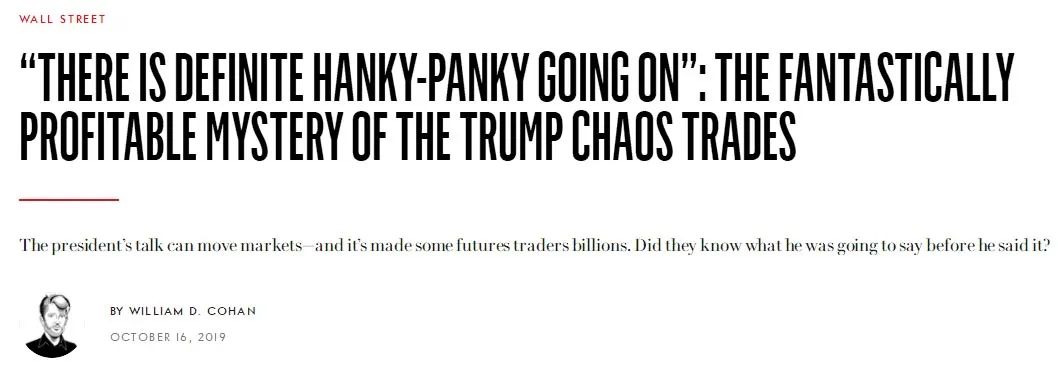 WALL STREET
“THERE IS DEFINITE HANKY-PANKY GOING ON”: THE FANTASTICALLY
PROFITABLE MYSTERY OF THE TRUMP CHAOS TRADES
The president’s talk can move markets—and it’s made some futures traders billions. Did they know what he was going to say before he said it?
BY WILLIAM D. COHAN
OCTOBER 16, 2019